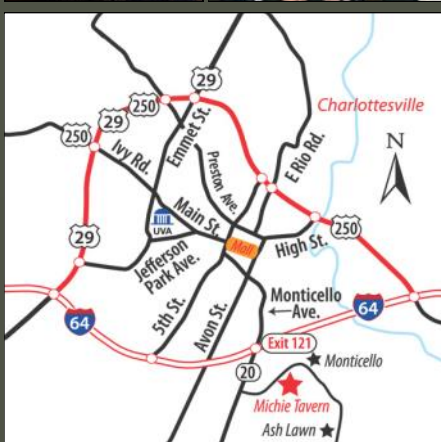 29
250
29
250
Charlottesville
Emmet St.
Ivy Rd.
Preston Ave.
E Rio Rd.
N
UVA
Main St.
Mall
High St.
250
29
Jefferson
Park Ave.
5th St.
Avon St.
Monticello
Ave.
64
64
Exit 121
20
Monticello
Michie Tavern
Ash Lawn